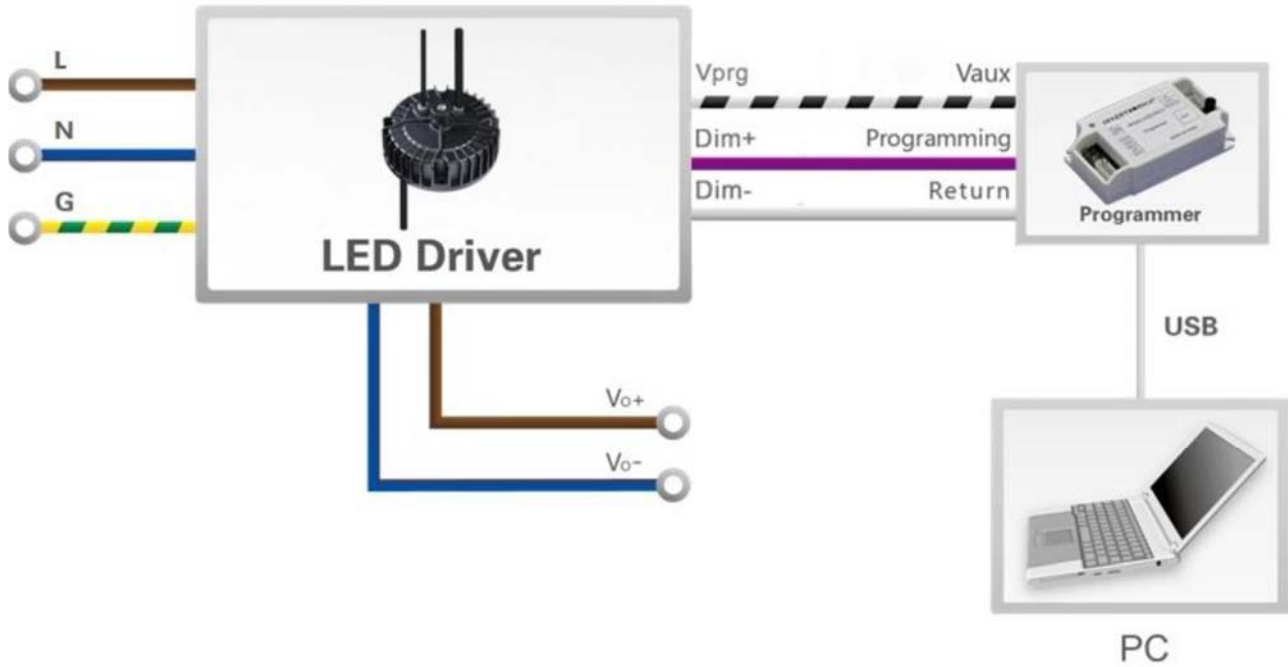 L
N
G
LED Driver
Vprg Vaux
Dim+ Programming
Dim- Return
Programmer
USB
Vo+
Vo-
PC